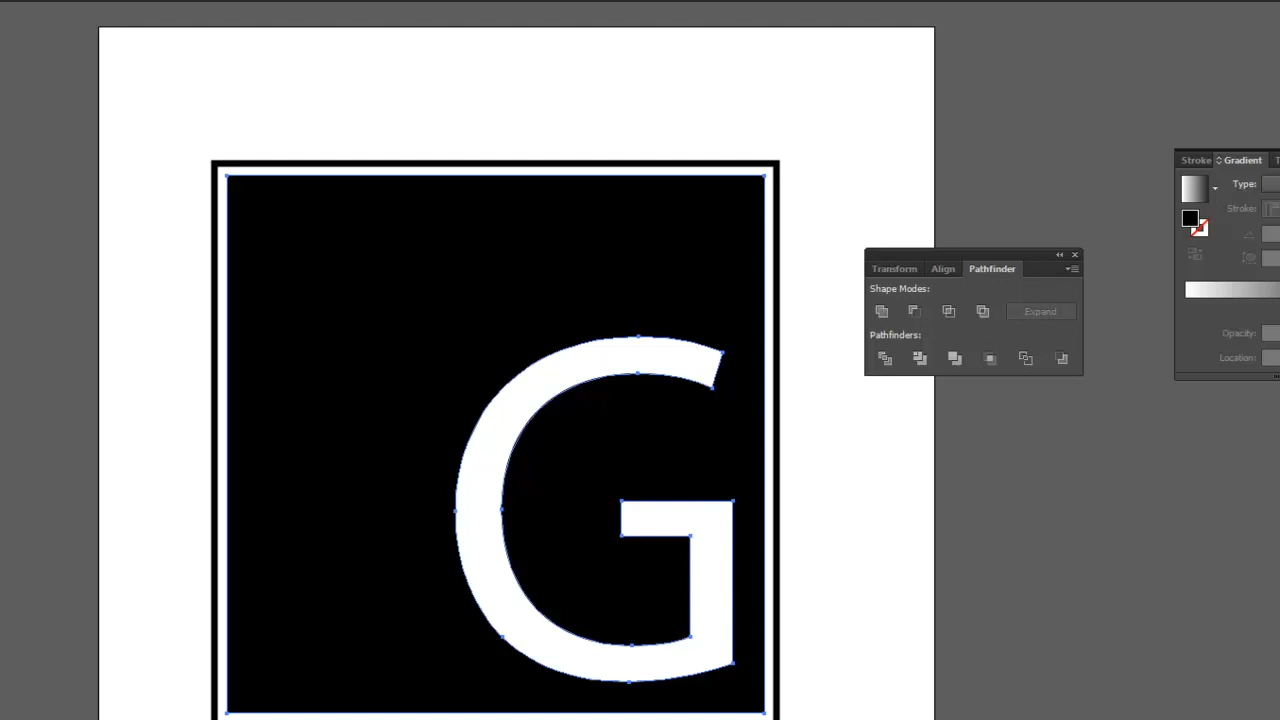 Stroke Gradient
Type:
Stroke:
Transform Align Pathfinder
Shape Modes:
Expand
Pathfinders:
Opacity:
Location:
G